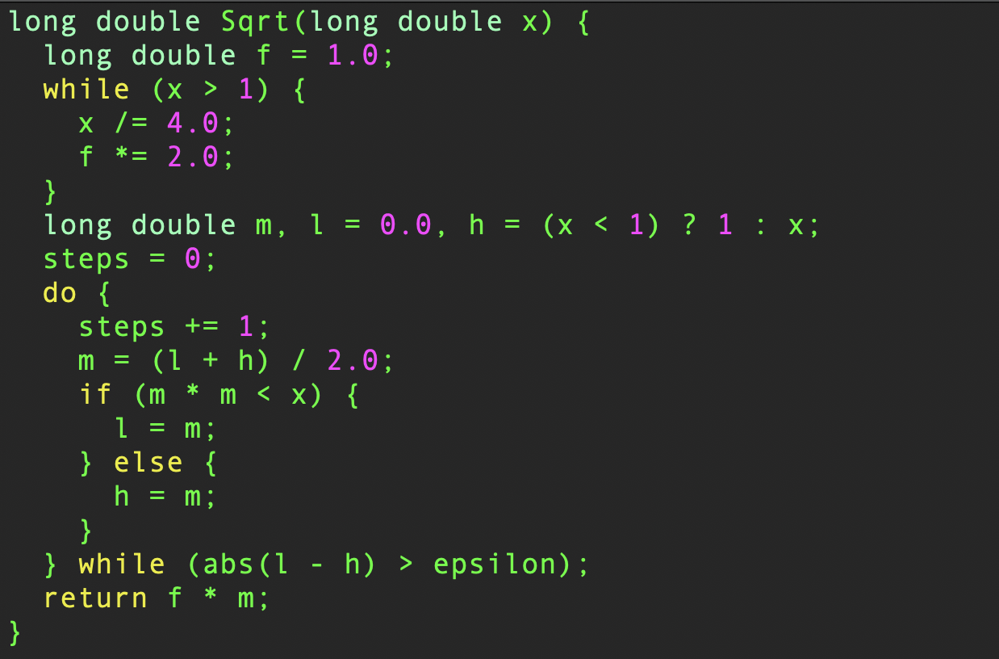 long double Sqrt(long double x) {
  long double f = 1.0;
  while (x > 1) {
    x /= 4.0;
    f *= 2.0;
  }
  long double m, l = 0.0, h = (x < 1) ? 1 : x;
  steps = 0;
  do {
    steps += 1;
    m = (l + h) / 2.0;
    if (m * m < x) {
      l = m;
    } else {
      h = m;
    }
  } while (abs(l - h) > epsilon);
  return f * m;
}